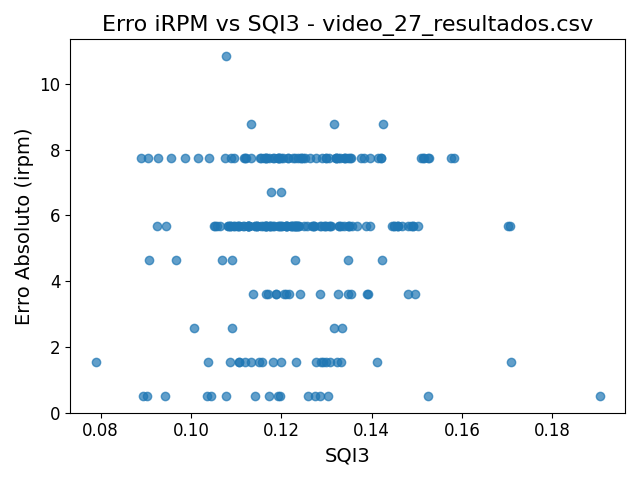 Erro iRPM vs SQI3 - video_27_resultados.csv
Erro Absoluto (irpm)
10
8
6
4
2
0
0.08 0.10 0.12 0.14 0.16 0.18
SQI3